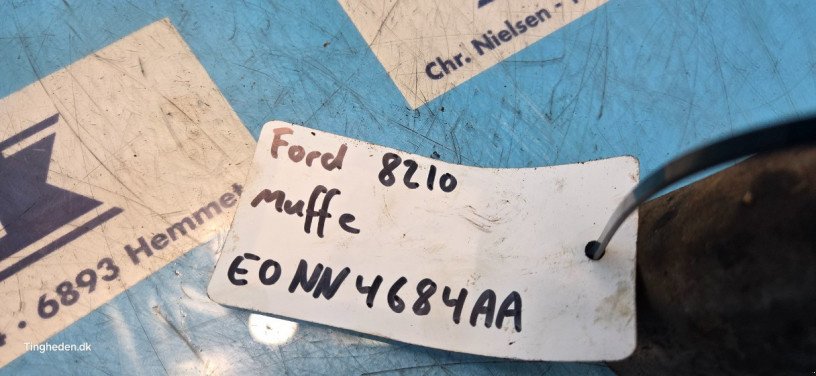 Chr. Nielsen -
Ford 8210
Muffe
EONN4684AA
. 6893 Hemmet
Tingheden.dk